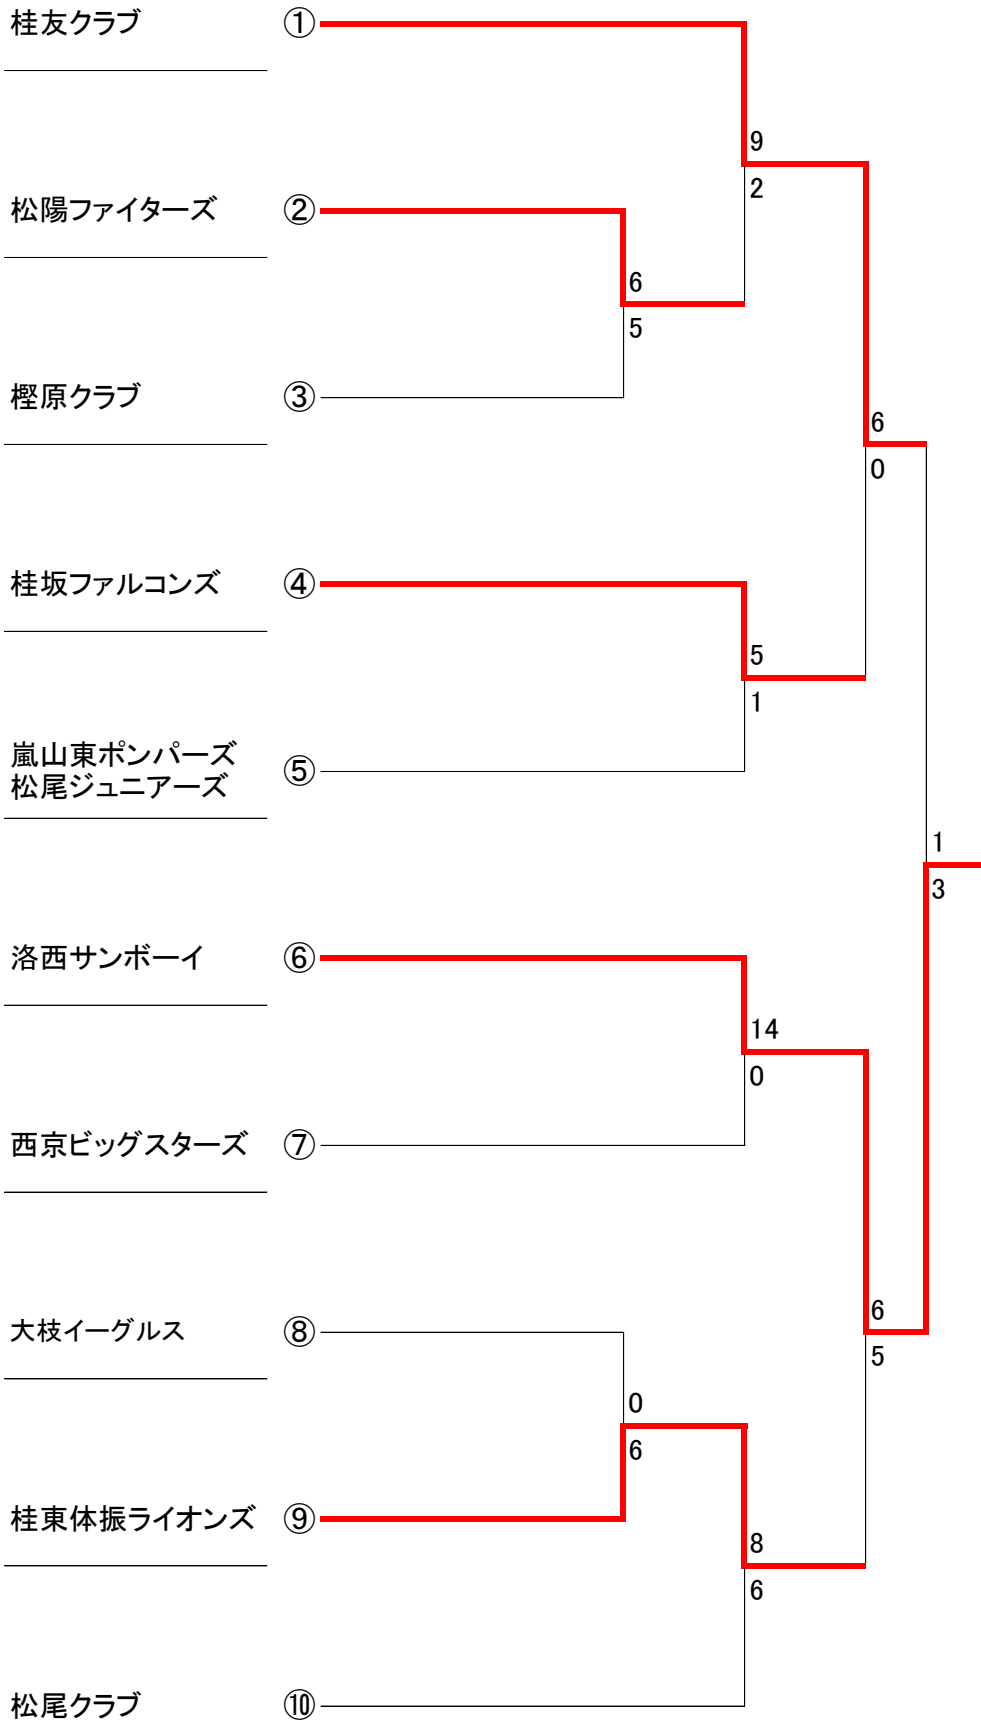 桂友クラブ ①
9
2
松陽ファイターズ ②
6
5
樫原クラブ ③
6
0
桂坂ファルコンズ ④
5
1
嵐山東ポンパーズ
松尾ジュニアーズ ⑤
1
3
洛西サンボーイ ⑥
14
0
西京ビッグスターズ ⑦
6
5
大枝イーグルス ⑧
0
6
桂東体振ライオンズ ⑨
8
6
松尾クラブ ⑩